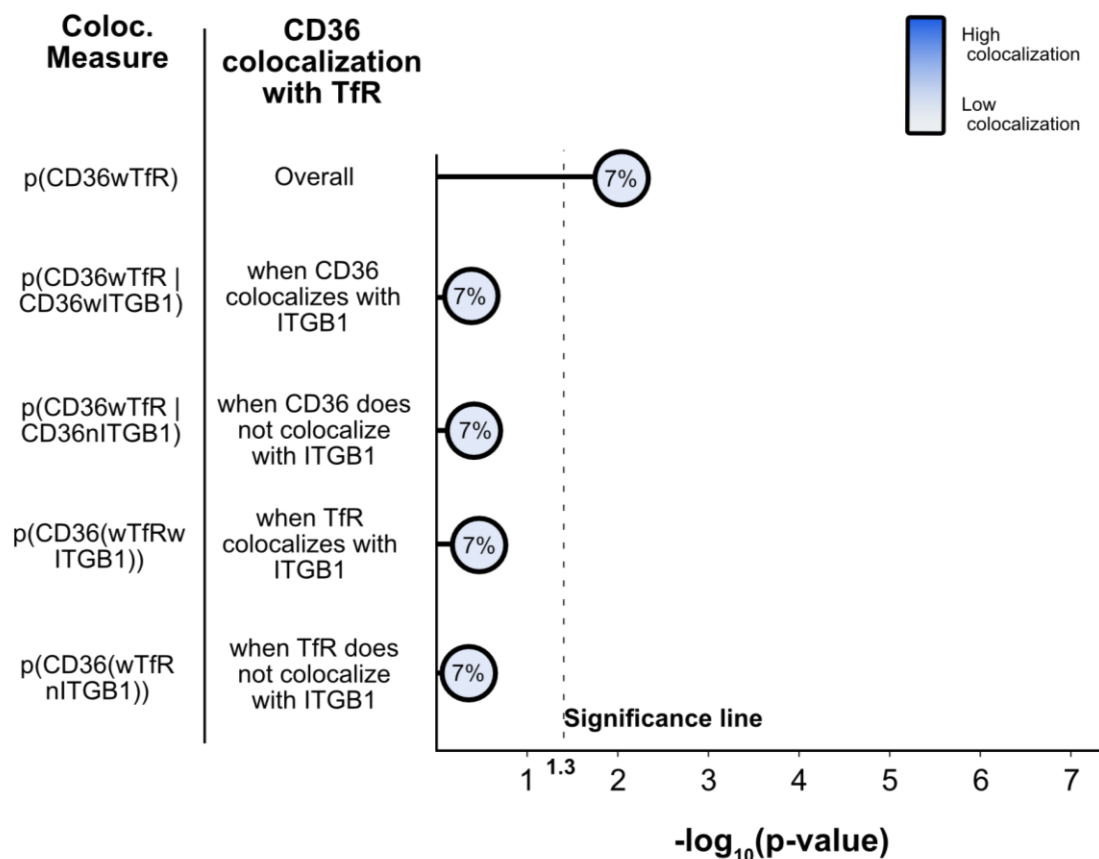 Coloc.
Measure
CD36
colocalization
with TfR
High
colocalization
Low
colocalization
p(CD36wTfR)
Overall
7%
p(CD36wTfR |
CD36wITGB1)
when CD36
colocalizes with
ITGB1
7%
p(CD36wTfR |
CD36nITGB1)
when CD36 does
not colocalize
with ITGB1
7%
p(CD36(wTfRw
ITGB1))
when TfR
colocalizes with
ITGB1
7%
p(CD36(wTfR
nITGB1))
when TfR does
not colocalize
with ITGB1
7%
Significance line
1 1.3 2 3 4 5 6 7
-log10(p-value)